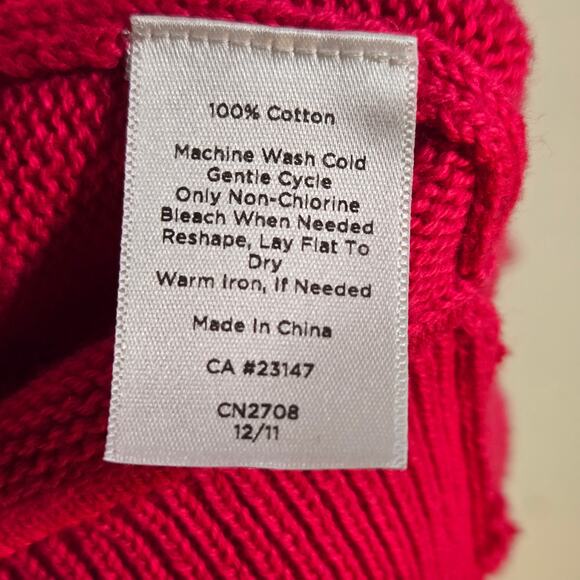 100% Cotton
Machine Wash Cold
Gentle Cycle
Only Non-Chlorine
Bleach When Needed
Reshape, Lay Flat To
Dry
Warm Iron, If Needed
Made In China
CA #23147
CN2708
12/11